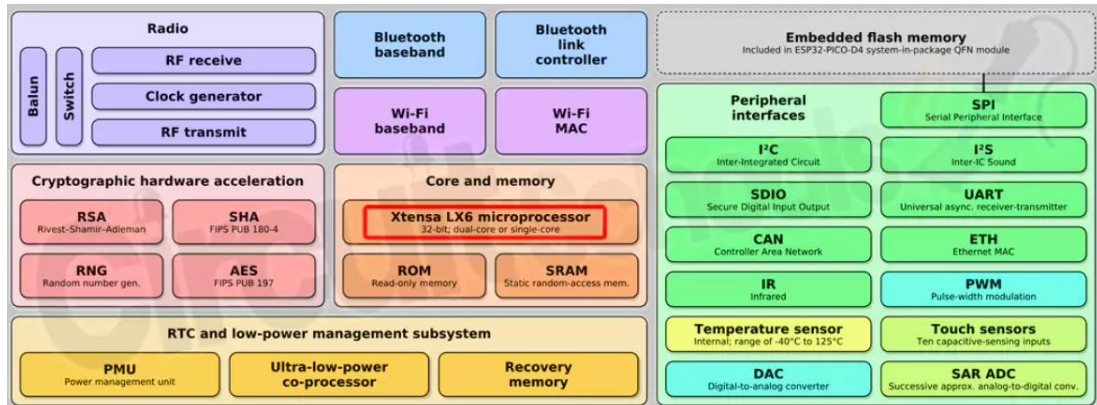 Radio
Balun
Switch
RF receive
Clock generator
RF transmit
Bluetooth
baseband
Bluetooth
link
controller
Wi-Fi
baseband
Wi-Fi
MAC
Embedded flash memory
Included in ESP32-PICO-D4 system-in-package QFN module
Cryptographic hardware acceleration
RSA
Rivest–Shamir–Adleman
SHA
FIPS PUB 180-4
RNG
Random number gen.
AES
FIPS PUB 197
Core and memory
Xtensa LX6 microprocessor
32-bit; dual-core or single-core
ROM
Read-only memory
SRAM
Static random-access mem.
RTC and low-power management subsystem
PMU
Power management unit
Ultra-low-power
co-processor
Recovery
memory
Peripheral
interfaces
SPI
Serial Peripheral Interface
I²C
Inter-Integrated Circuit
I²S
Inter-IC Sound
SDIO
Secure Digital Input Output
UART
Universal async. receiver-transmitter
CAN
Controller Area Network
ETH
Ethernet MAC
IR
Infrared
PWM
Pulse-width modulation
Temperature sensor
Internal; range of -40°C to 125°C
Touch sensors
Ten capacitive-sensing inputs
DAC
Digital-to-analog converter
SAR ADC
Successive approx. analog-to-digital conv.